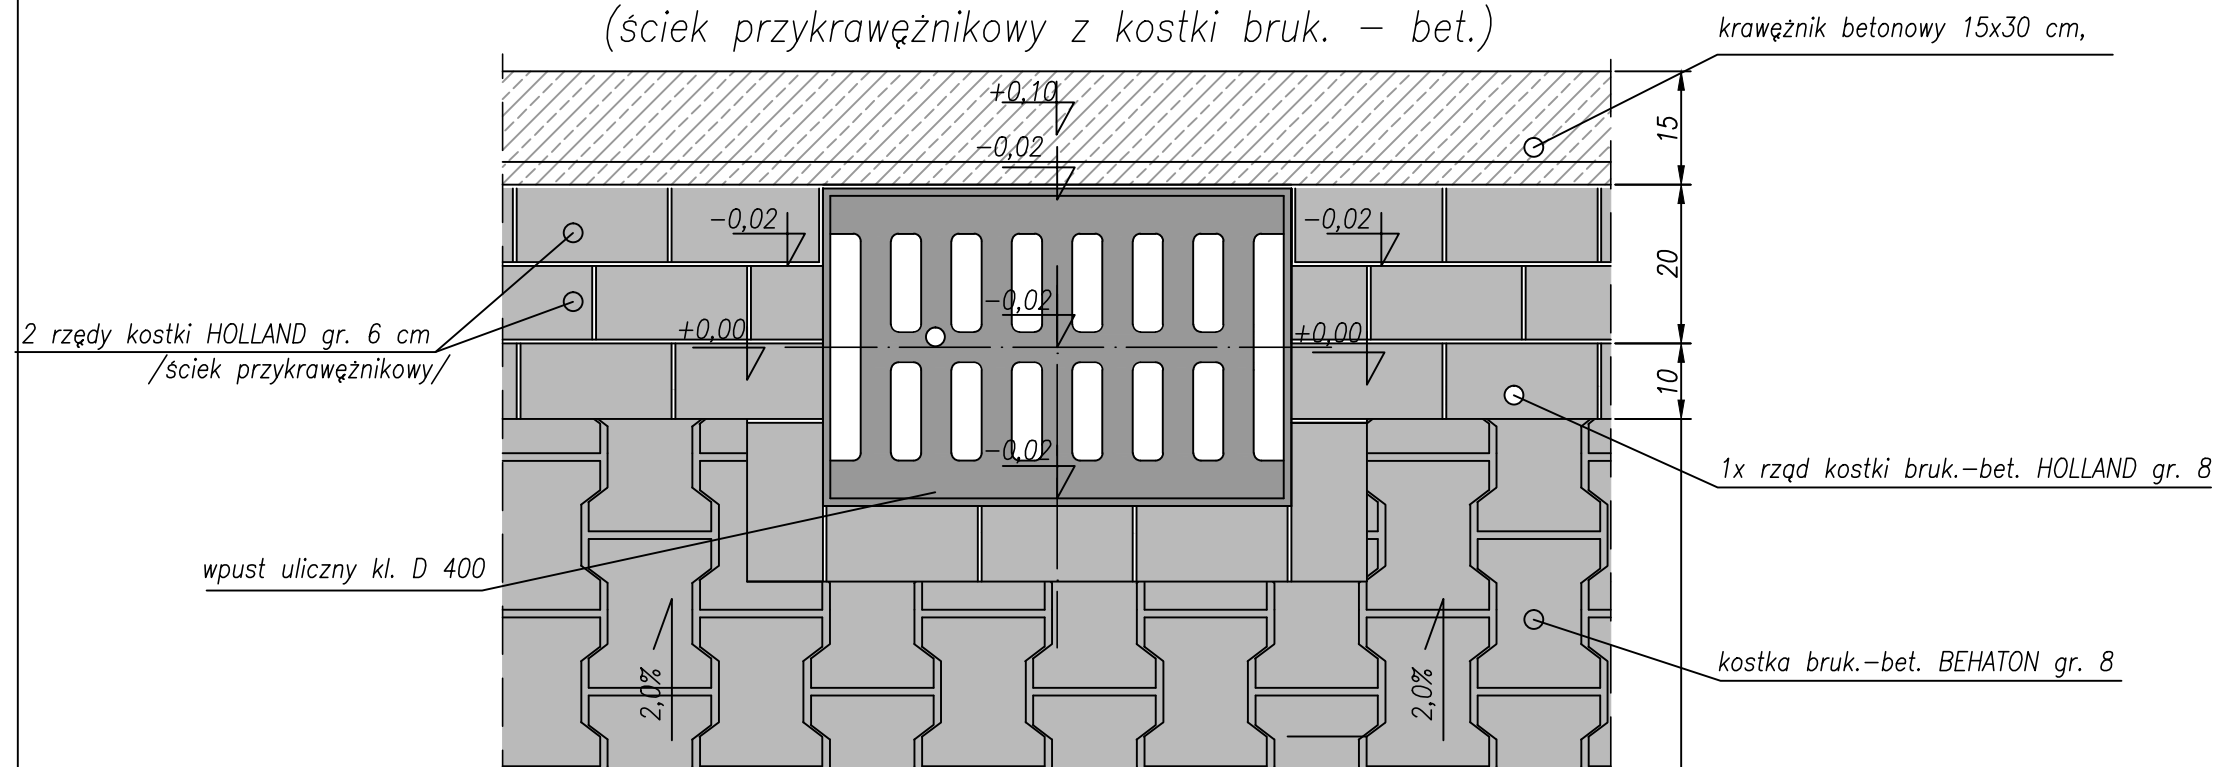 (ściek przykrawężnikowy z kostki bruk. – bet.)
krawężnik betonowy 15x30 cm,
+0,10
15
-0,02
-0,02
-0,02
20
-0,02
2 rzędy kostki HOLLAND gr. 6 cm
/ściek przykrawężnikowy/
+0,00
+0,00
10
-0,02
1x rząd kostki bruk.-bet. HOLLAND gr. 8
wpust uliczny kl. D 400
2,0%
2,0%
kostka bruk.-bet. BEHATON gr. 8